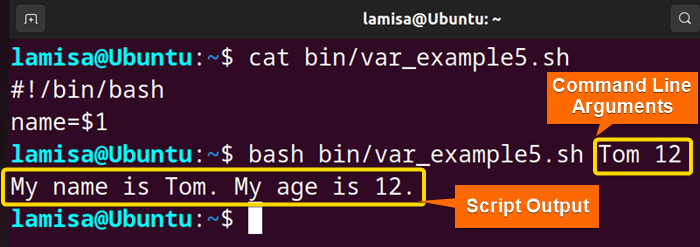 lamisa@Ubuntu: ~
lamisa@Ubuntu:~$ cat bin/var_example5.sh
#!/bin/bash
name=$1
Command Line
Arguments
lamisa@Ubuntu:~$ bash bin/var_example5.sh Tom 12
My name is Tom. My age is 12.
Script Output
lamisa@Ubuntu:~$